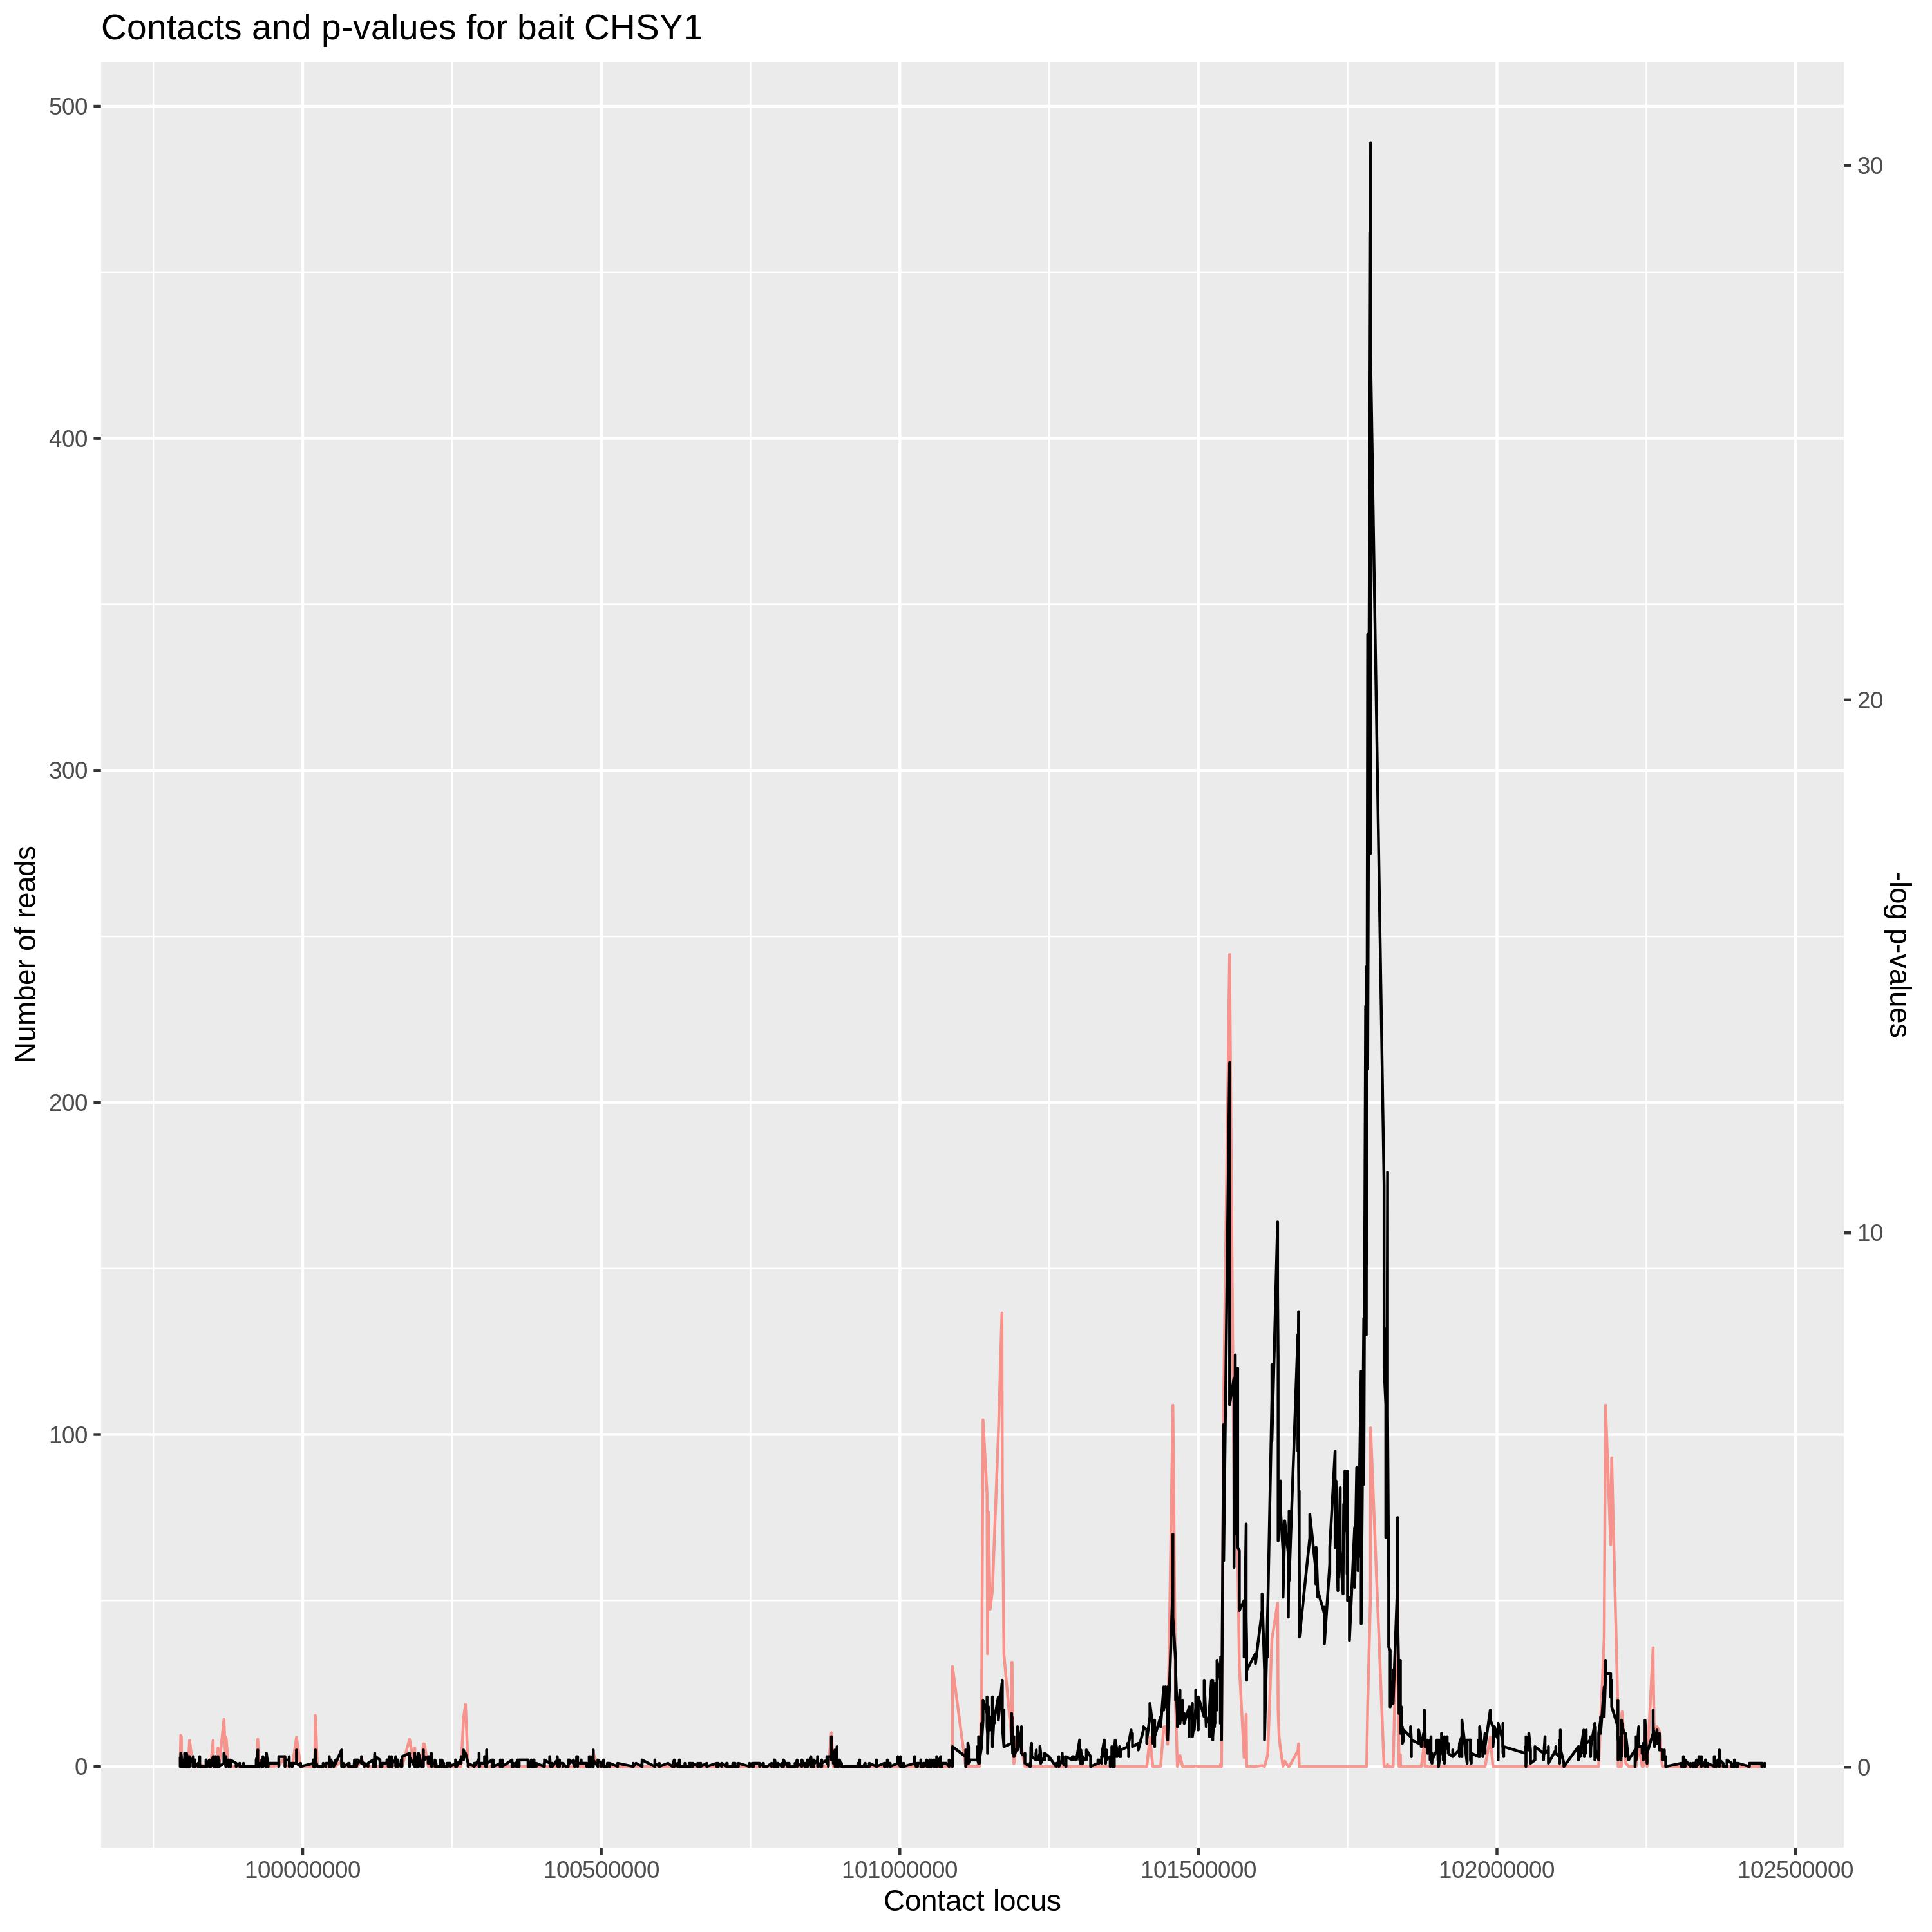 Contacts and p-values for bait CHSY1
500
400
300
200
100
0
Number of reads
30
20
10
0
-log p-values
100000000 100500000 101000000 101500000 102000000 102500000
Contact locus